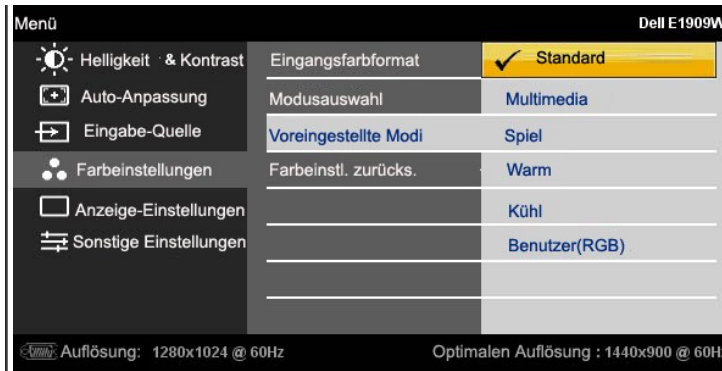 Menü
Dell E1909W
Helligkeit & Kontrast
Auto-Anpassung
Eingabe-Quelle
Farbeinstellungen
Anzeige-Einstellungen
Sonstige Einstellungen
Eingangsfarbformat
Modusauswahl
Voreingestellte Modi
Farbeinstl. zurücks.
Standard
Multimedia
Spiel
Warm
Kühl
Benutzer(RGB)
Auflösung: 1280x1024 @ 60Hz
Optimalen Auflösung : 1440x900 @ 60H